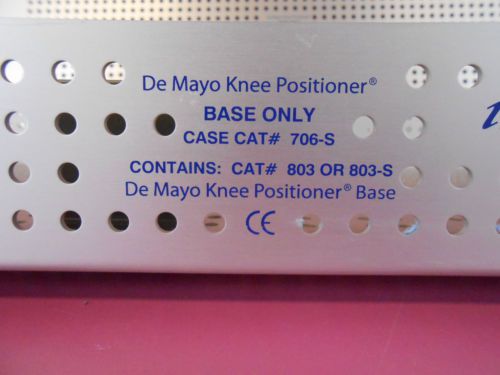 De Mayo Knee Positioner®
BASE ONLY
CASE CAT# 706-S
CONTAINS: CAT# 803 OR 803-S
De Mayo Knee Positioner® Base
CE